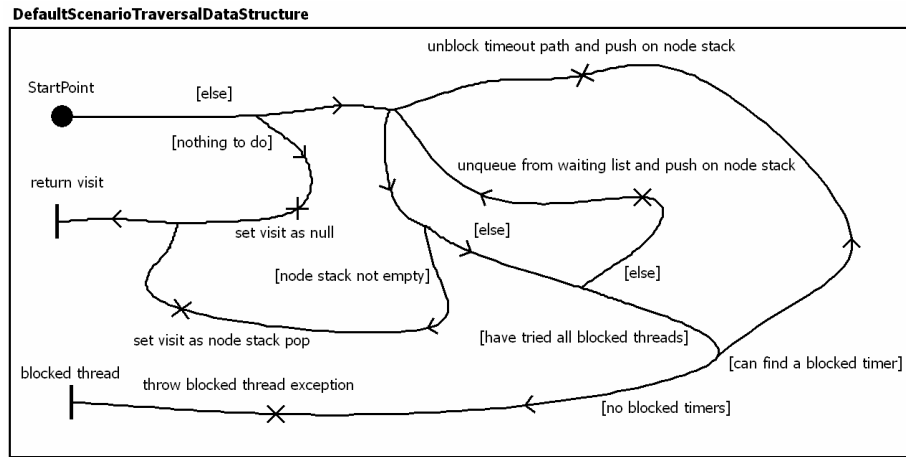 DefaultScenarioTraversalDataStructure
unblock timeout path and push on node stack
StartPoint
[else]
[nothing to do]
unqueue from waiting list and push on node stack
return visit
set visit as null
[else]
[node stack not empty]
[else]
set visit as node stack pop
[have tried all blocked threads]
[can find a blocked timer]
blocked thread
throw blocked thread exception
[no blocked timers]